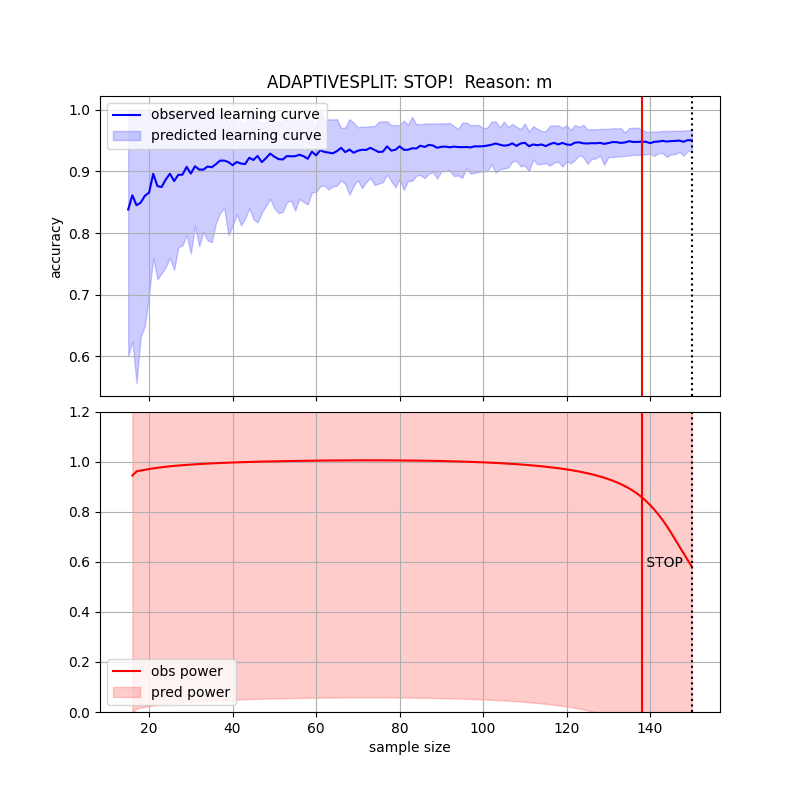 ADAPTIVESPLIT: STOP!  Reason: m
1.0
0.9
0.8
0.7
0.6
accuracy
observed learning curve
predicted learning curve
1.2
1.0
0.8
0.6
0.4
0.2
0.0
STOP
obs power
pred power
20 40 60 80 100 120 140
sample size